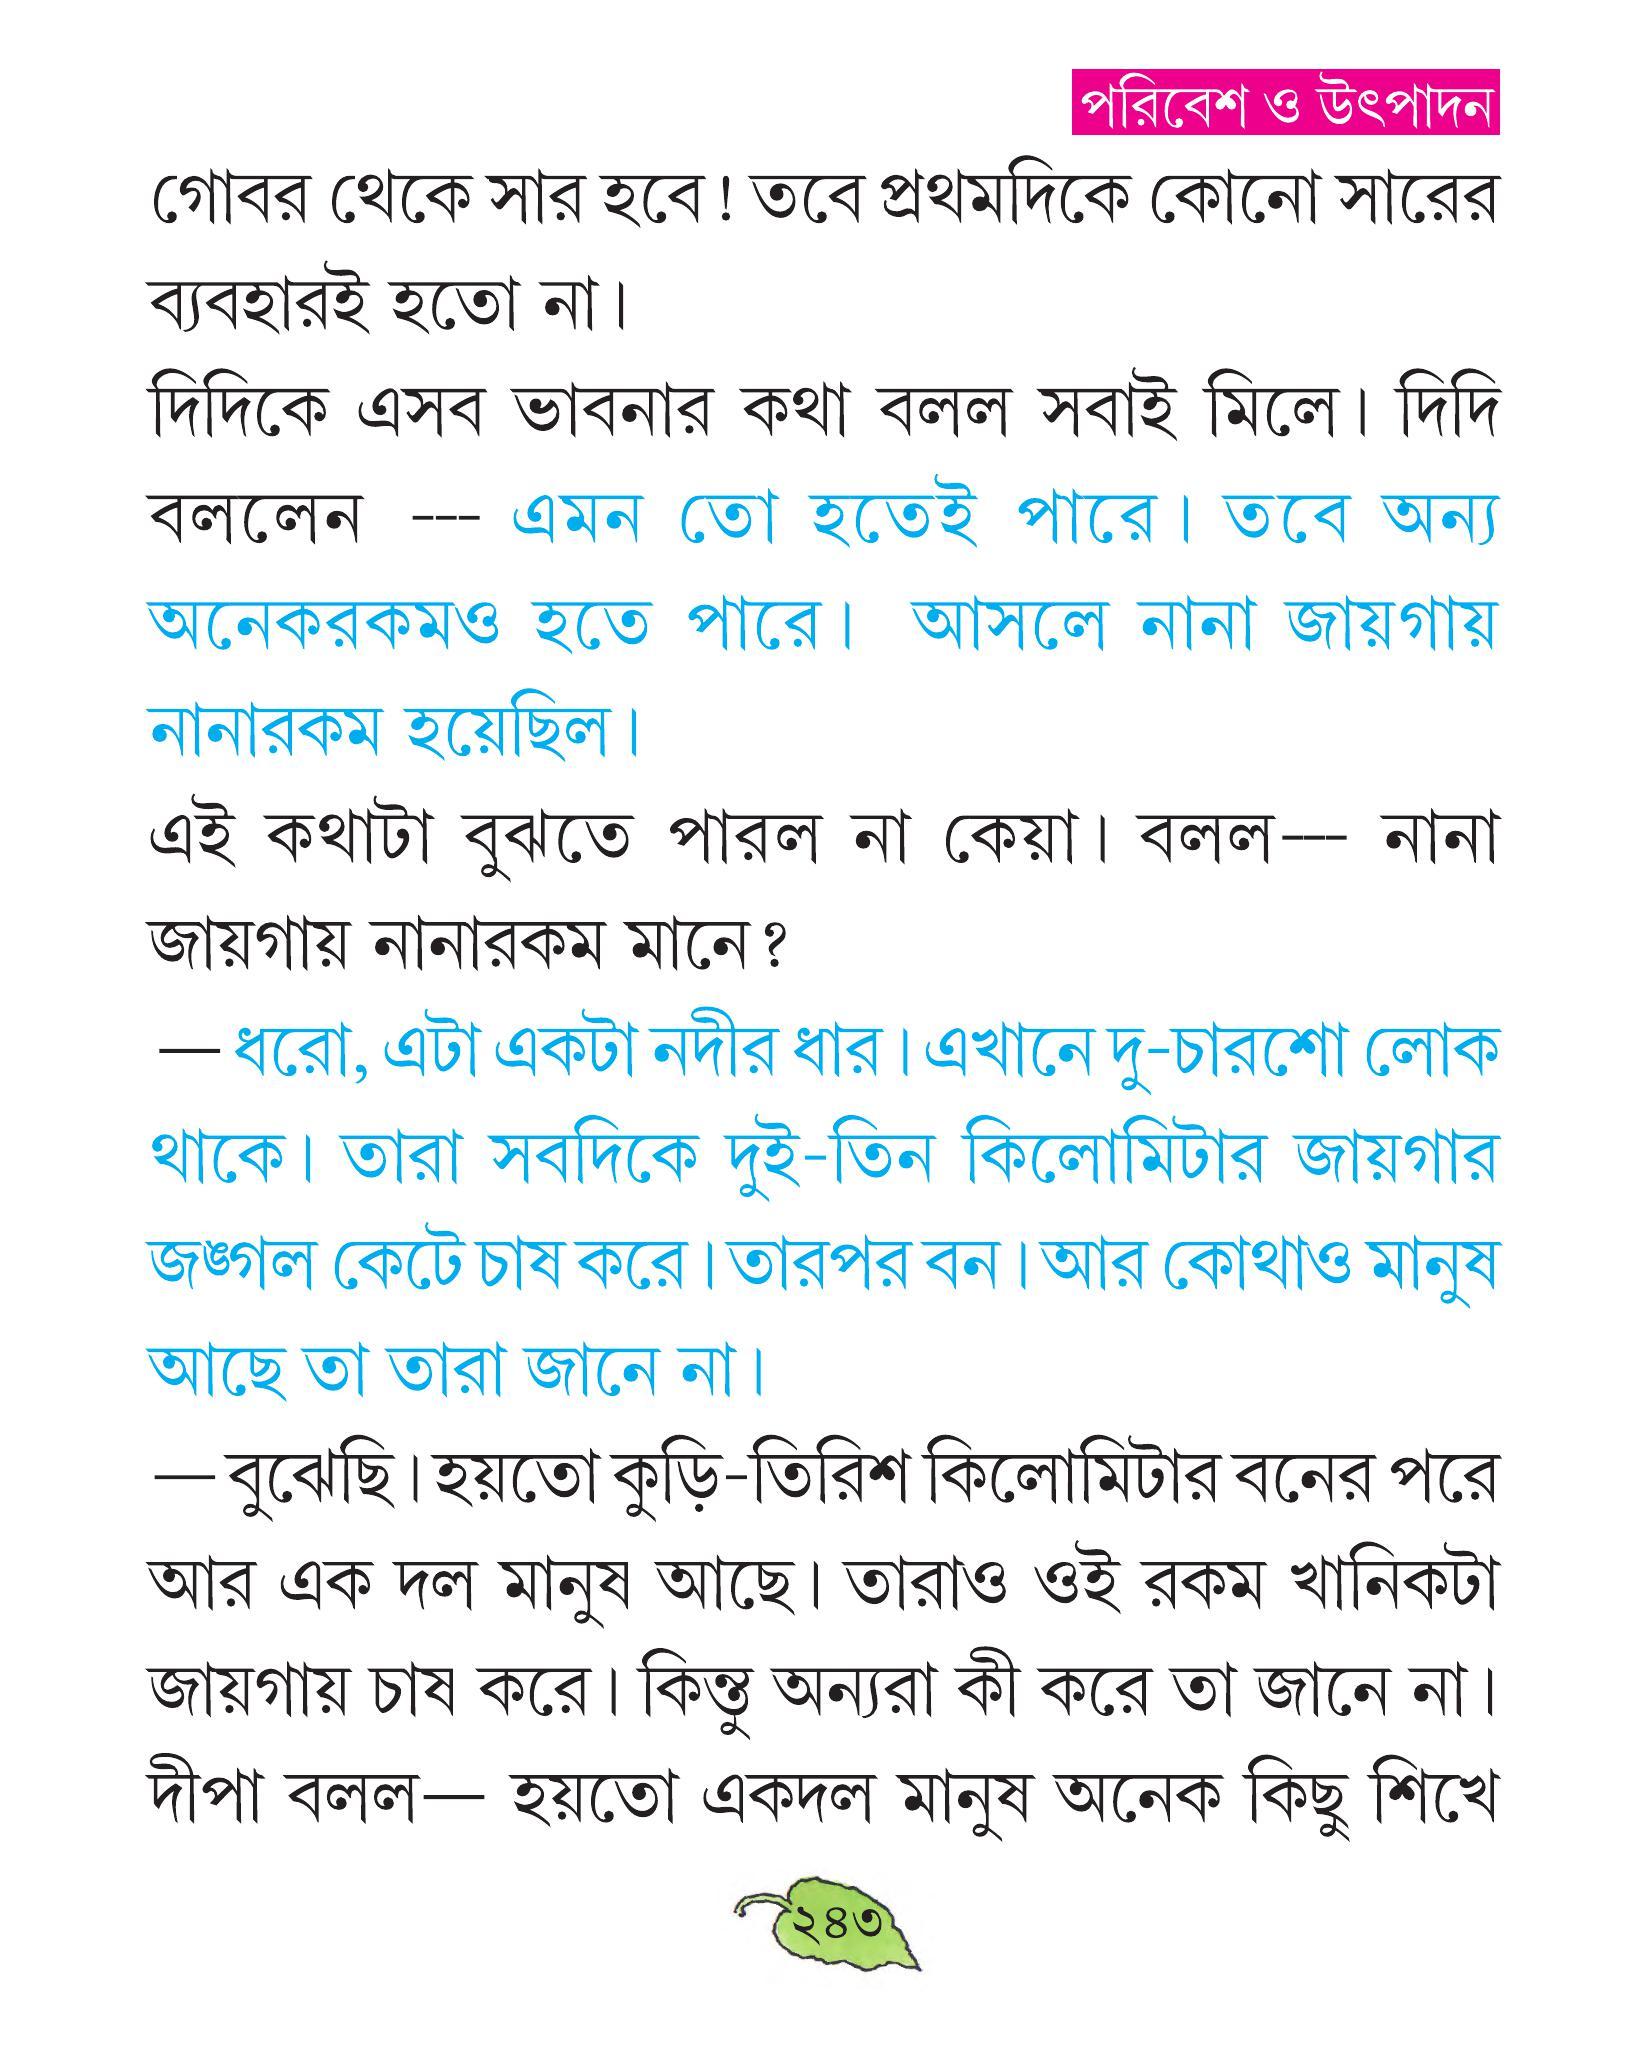 পরিবেশ ও উৎপাদন
গোবর থেকে সার হবে! তবে প্রথমদিকে কোনো সারের
ব্যবহারই হতো না।
দিদিকে এসব ভাবনার কথা বলল সবাই মিলে। দিদি
বললেন --- এমন তো হতেই পারে। তবে অন্য
অনেকরকমও হতে পারে। আসলে নানা জায়গায়
নানারকম হয়েছিল।
এই কথাটা বুঝতে পারল না কেয়া। বলল--- নানা
জায়গায় নানারকম মানে?
— ধরো, এটা একটা নদীর ধার। এখানে দু-চারশো লোক
থাকে। তারা সবদিকে দুই-তিন কিলোমিটার জায়গার
জঙ্গল কেটে চাষ করে। তারপর বন। আর কোথাও মানুষ
আছে তা তারা জানে না।
— বুঝেছি। হয়তো কুড়ি-তিরিশ কিলোমিটার বনের পরে
আর এক দল মানুষ আছে। তারাও ওই রকম খানিকটা
জায়গায় চাষ করে। কিন্তু অন্যরা কী করে তা জানে না।
দীপা বলল— হয়তো একদল মানুষ অনেক কিছু শিখে
২৪৩